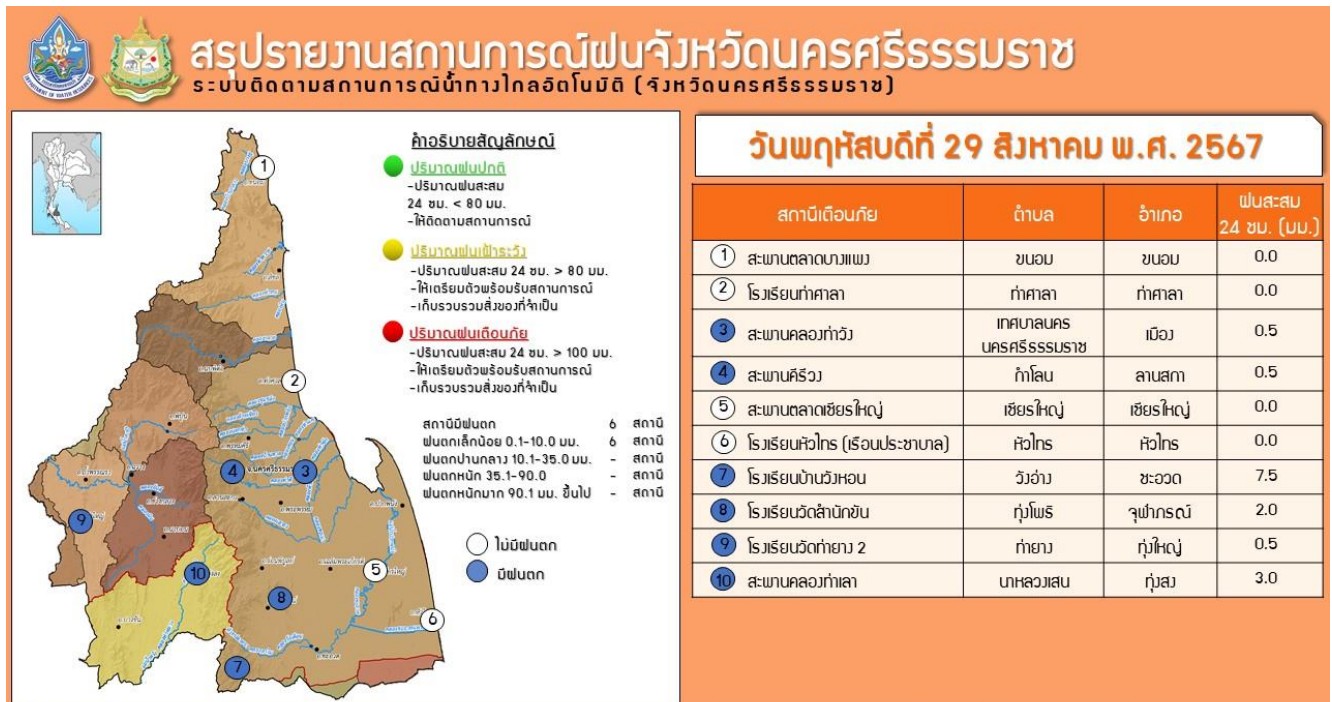 สรุปรายงานสถานการณ์ฝนจังหวัดนครศรีธรรมราช
ระบบติดตามสถานการณ์น้ำทางไกลอัตโนมัติ (จังหวัดนครศรีธรรมราช)
คำอธิบายสัญลักษณ์
ปริมาณฝนปกติ
-ปริมาณฝนสะสม
24 ชม. < 80 มม.
-ให้ติดตามสถานการณ์
ปริมาณฝนเฝ้าระวัง
-ปริมาณฝนสะสม 24 ชม. > 80 มม.
-ให้เตรียมตัวพร้อมรับสถานการณ์
-เก็บรวบรวมสิ่งของที่จำเป็น
ปริมาณฝนเตือนภัย
-ปริมาณฝนสะสม 24 ชม. > 100 มม.
-ให้เตรียมตัวพร้อมรับสถานการณ์
-เก็บรวบรวมสิ่งของที่จำเป็น
สถานีมีฝนตก 6 สถานี
ฝนตกเล็กน้อย 0.1-10.0 มม. 6 สถานี
ฝนตกปานกลาง 10.1-35.0 มม. - สถานี
ฝนตกหนัก 35.1-90.0 - สถานี
ฝนตกหนักมาก 90.1 มม. ขึ้นไป - สถานี
ไม่มีฝนตก
มีฝนตก
1
2
4
3
9
10
5
8
6
7
วันพฤหัสบดีที่ 29 สิงหาคม พ.ศ. 2567
สถานีเตือนภัย ตำบล อำเภอ ฝนสะสม
24 ชม. (มม.)
1 สะพานตลาดบางแพง ขนอม ขนอม 0.0
2 โรงเรียนท่าศาลา ท่าศาลา ท่าศาลา 0.0
3 สะพานคลองท่าวัง เทศบาลนคร
นครศรีธรรมราช เมือง 0.5
4 สะพานคีรีวง กำโลน ลานสกา 0.5
5 สะพานตลาดเชียรใหญ่ เชียรใหญ่ เชียรใหญ่ 0.0
6 โรงเรียนหัวไทร (เรือนประชาบาล) หัวไทร หัวไทร 0.0
7 โรงเรียนบ้านวังหอน วังอ่าง ชะอวด 7.5
8 โรงเรียนวัดสำนักขัน ทุ่งโพธิ จุฬาภรณ์ 2.0
9 โรงเรียนวัดท่ายาง 2 ท่ายาง ทุ่งใหญ่ 0.5
10 สะพานคลองท่าเลา นาหลวงเสน ทุ่งสง 3.0